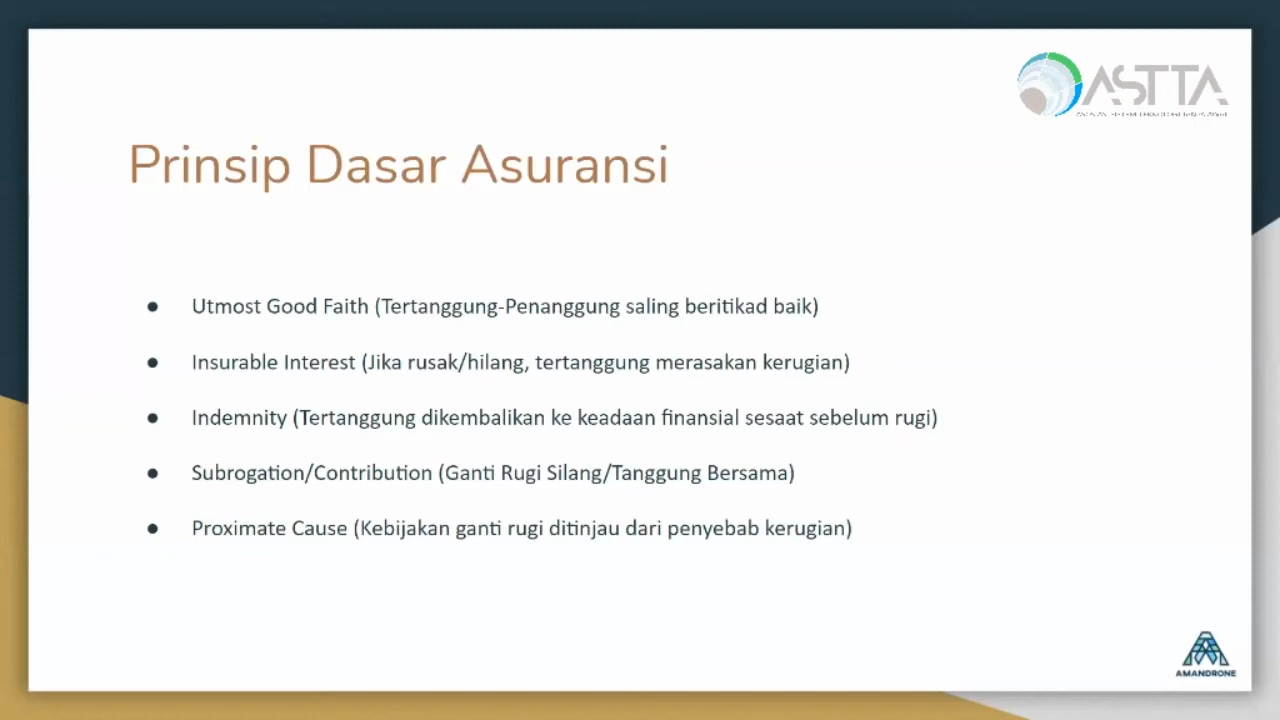 ASTTA
Prinsip Dasar Asuransi
● Utmost Good Faith (Tertanggung-Penanggung saling beritikad baik)
● Insurable Interest (Jika rusak/hilang, tertanggung merasakan kerugian)
● Indemnity (Tertanggung dikembalikan ke keadaan finansial sesaat sebelum rugi)
● Subrogation/Contribution (Ganti Rugi Silang/Tanggung Bersama)
● Proximate Cause (Kebijakan ganti rugi ditinjau dari penyebab kerugian)
AMANDRONE